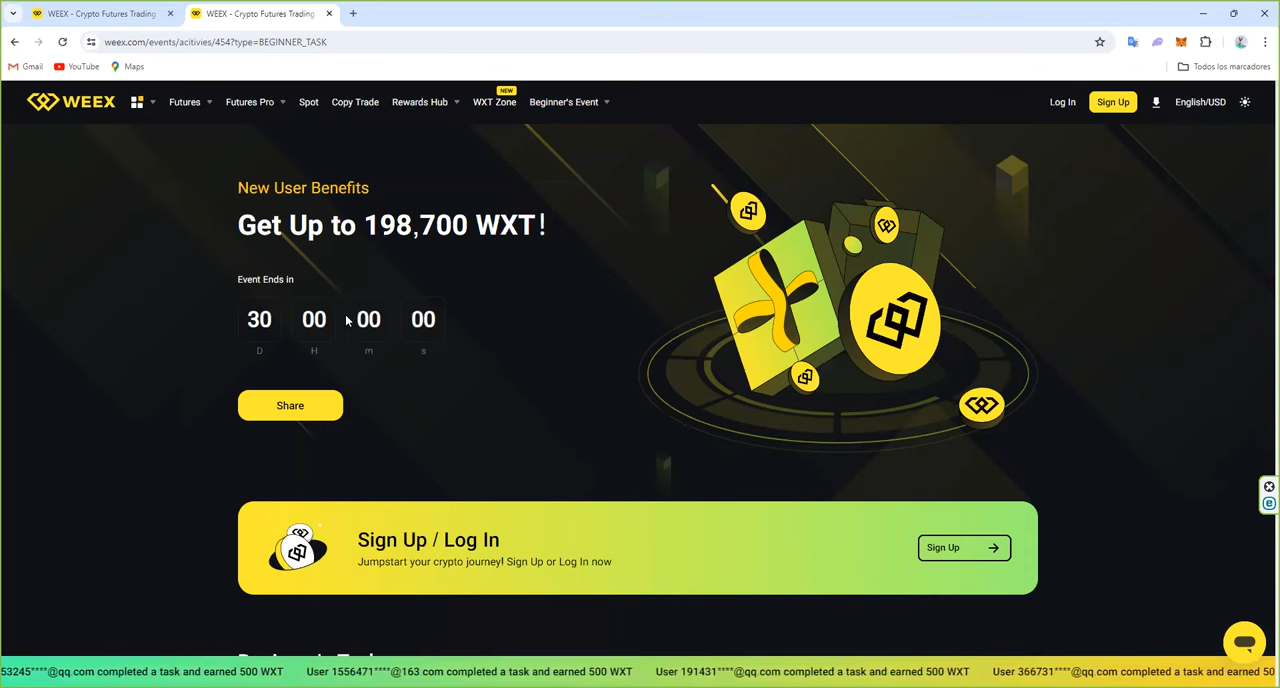 WEEX - Crypto Futures Trading
WEEX - Crypto Futures Trading
weex.com/events/acitivies/454?type=BEGINNER_TASK
Gmail YouTube Maps Todos los marcadores
WEEX Futures Futures Pro Spot Copy Trade Rewards Hub WXT Zone NEW Beginner's Event Log In Sign Up English/USD
New User Benefits
Get Up to 198,700 WXT!
Event Ends in
30 00 00 00
D H m s
Share
Sign Up / Log In
Jumpstart your crypto journey! Sign Up or Log In now
Sign Up
53245****@qq.com completed a task and earned 500 WXT User 1556471****@163.com completed a task and earned 500 WXT User 191431****@qq.com completed a task and earned 500 WXT User 366731****@qq.com completed a task and earned 50